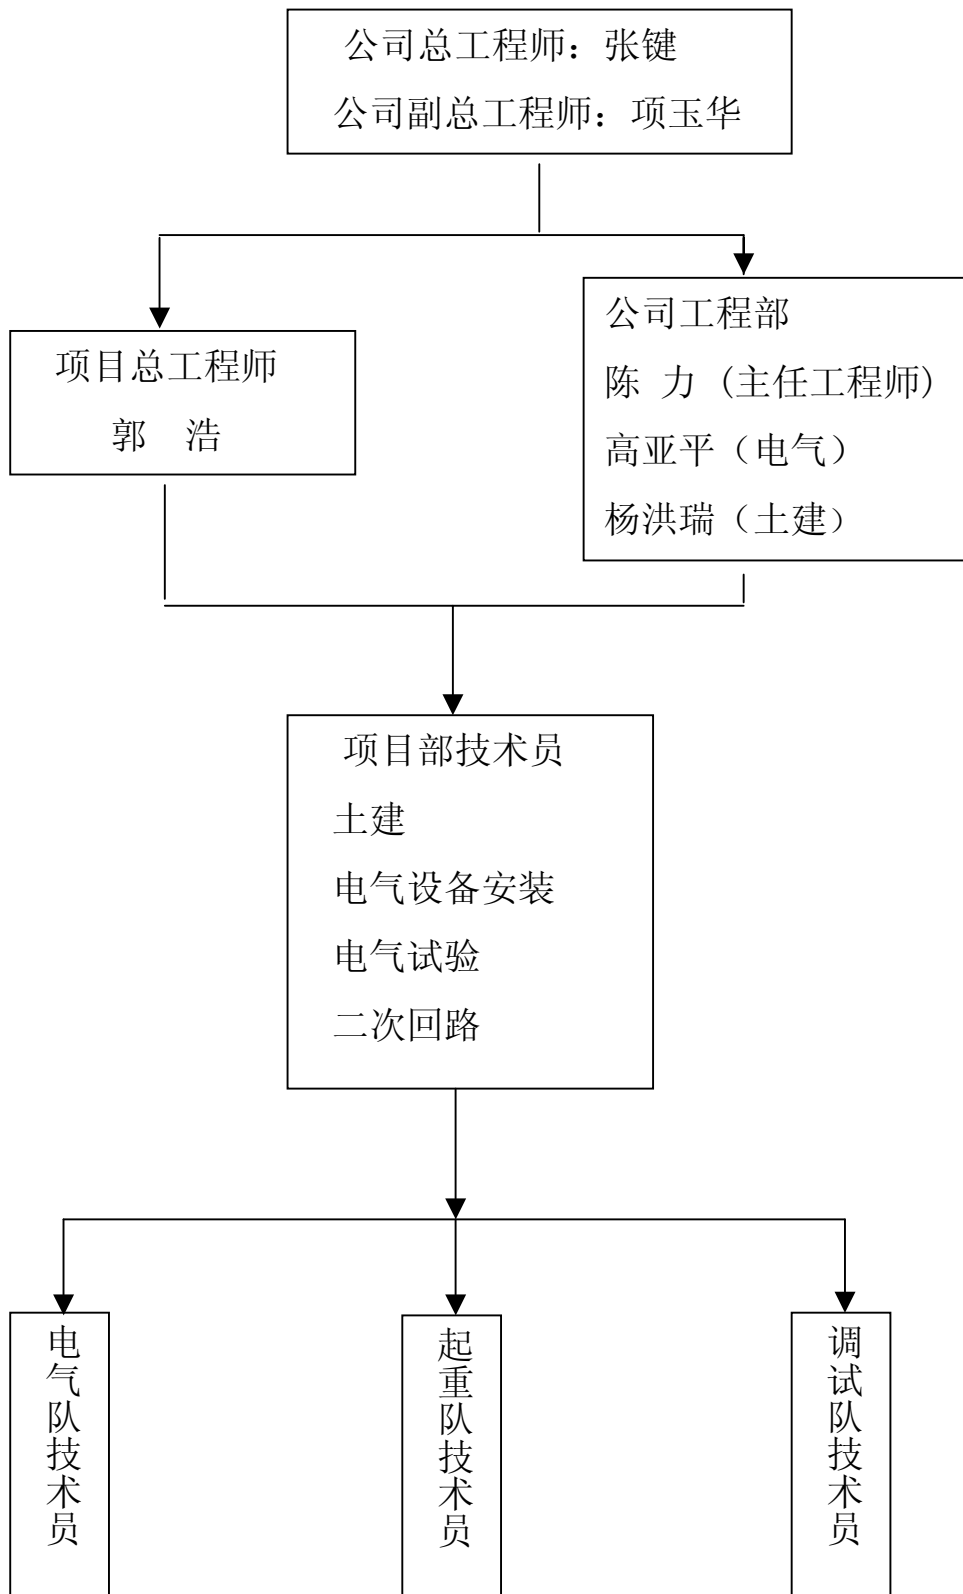 公司总工程师：张键
公司副总工程师：项玉华
项目总工程师
郭 浩
公司工程部
陈 力 (主任工程师)
高亚平（电气）
杨洪瑞（土建）
项目部技术员
土建
电气设备安装
电气试验
二次回路
电气队技术员
起重队技术员
调试队技术员